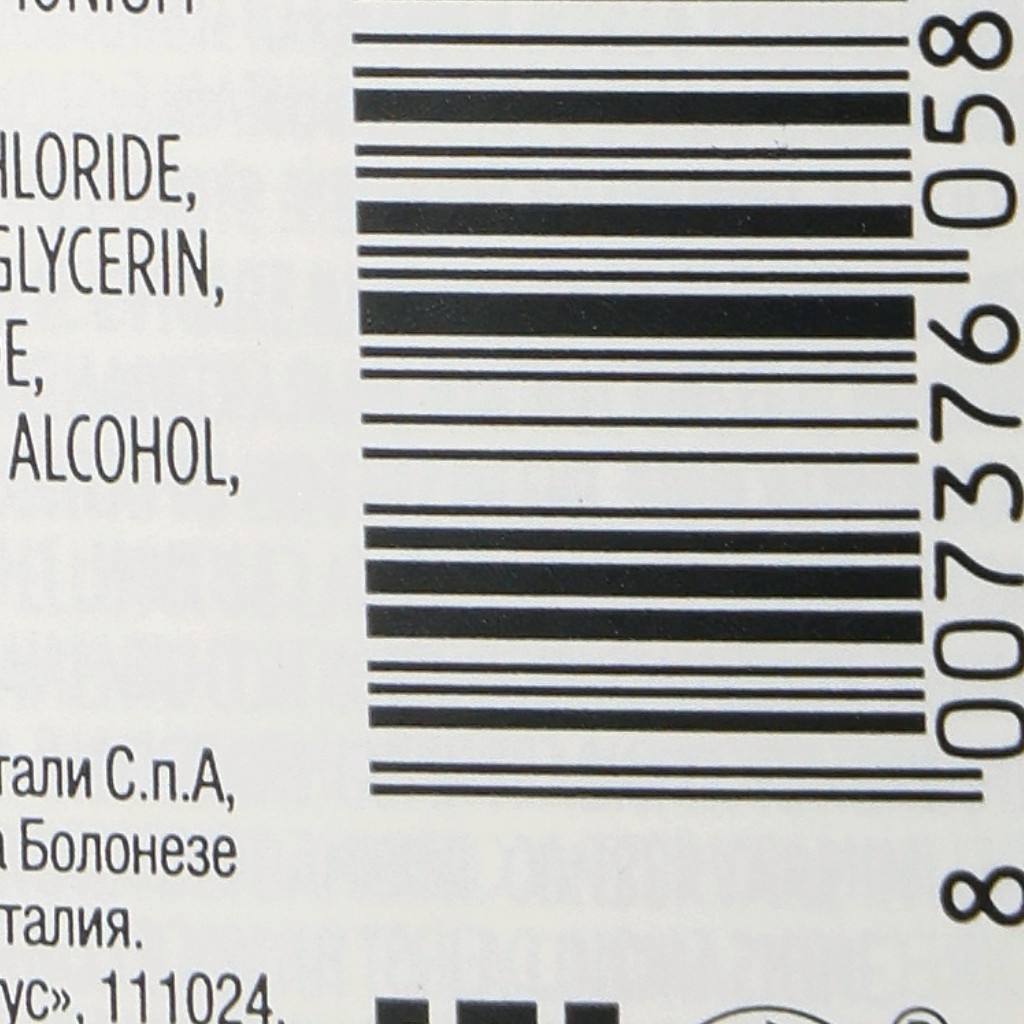 HLORIDE,
GLYCERIN,
E,
ALCOHOL,
тали С.п.А,
а Болонезе
талия.
ус», 111024,
8 007376 058